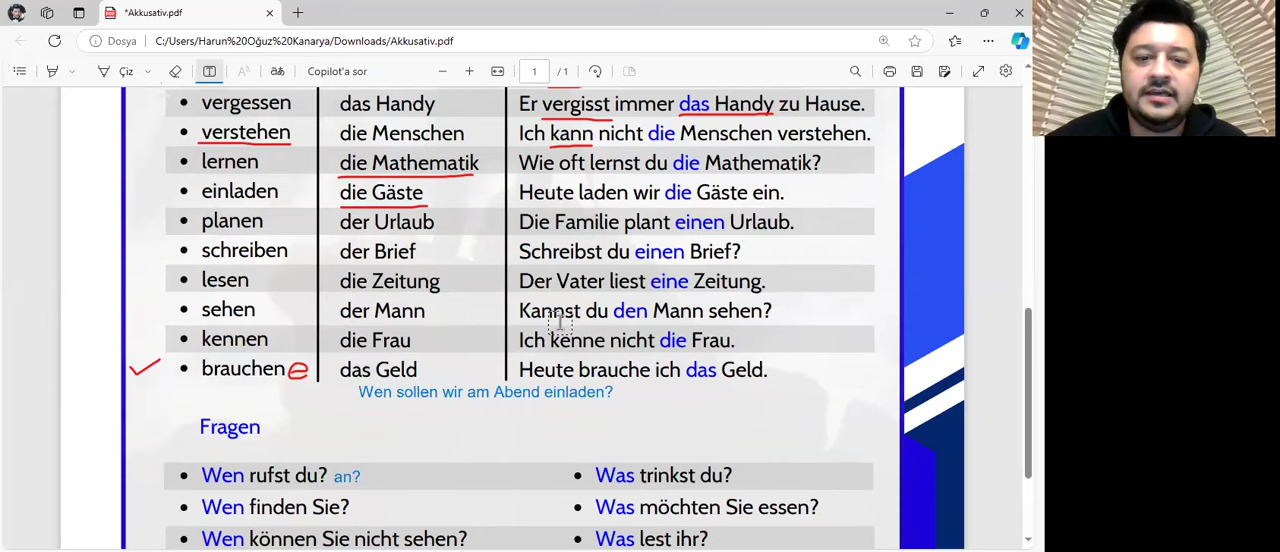 *Akkusativ.pdf
Dosya C:/Users/Harun%20Oğuz%20Kanarya/Downloads/Akkusativ.pdf
Çiz aあ Copilot'a sor 1 / 1
• vergessen das Handy Er vergisst immer das Handy zu Hause.
• verstehen die Menschen Ich kann nicht die Menschen verstehen.
• lernen die Mathematik Wie oft lernst du die Mathematik?
• einladen die Gäste Heute laden wir die Gäste ein.
• planen der Urlaub Die Familie plant einen Urlaub.
• schreiben der Brief Schreibst du einen Brief?
• lesen die Zeitung Der Vater liest eine Zeitung.
• sehen der Mann Kannst du den Mann sehen?
• kennen die Frau Ich kenne nicht die Frau.
• brauchen e das Geld Heute brauche ich das Geld.
Wen sollen wir am Abend einladen?
Fragen
• Wen rufst du? an? • Was trinkst du?
• Wen finden Sie? • Was möchten Sie essen?
• Wen können Sie nicht sehen? • Was lest ihr?